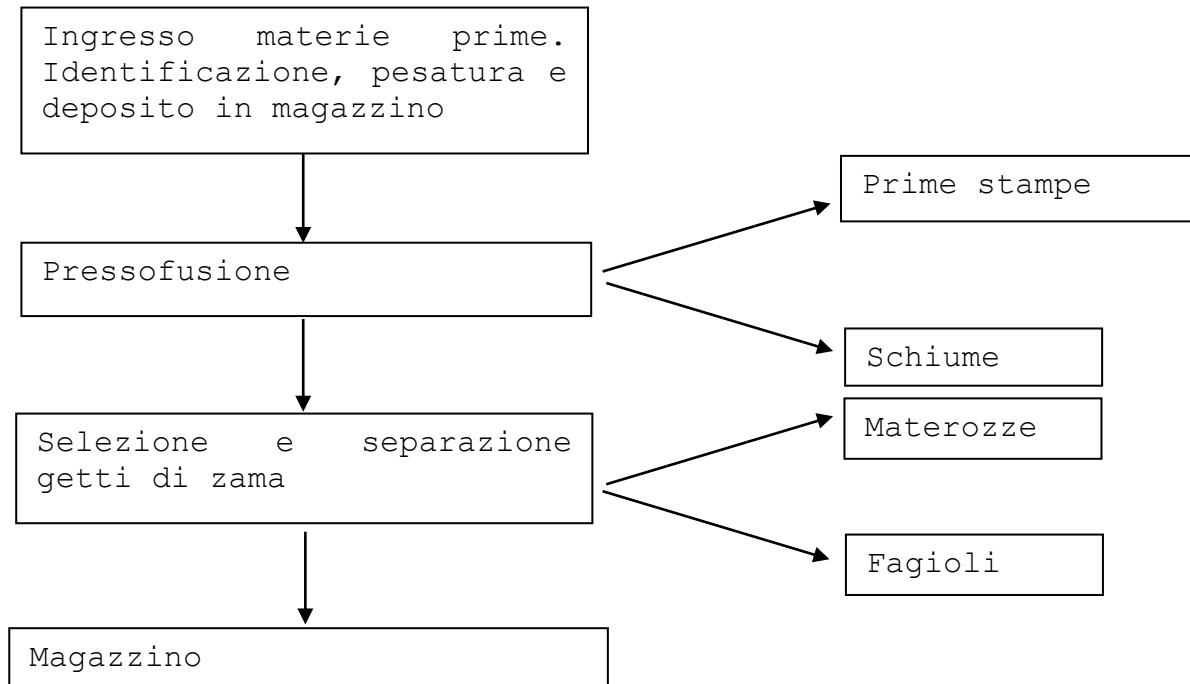 Ingresso materie prime.
Identificazione, pesatura e
deposito in magazzino
Prime stampe
Pressofusione
Schiume
Selezione e separazione
getti di zama
Materozze
Fagioli
Magazzino